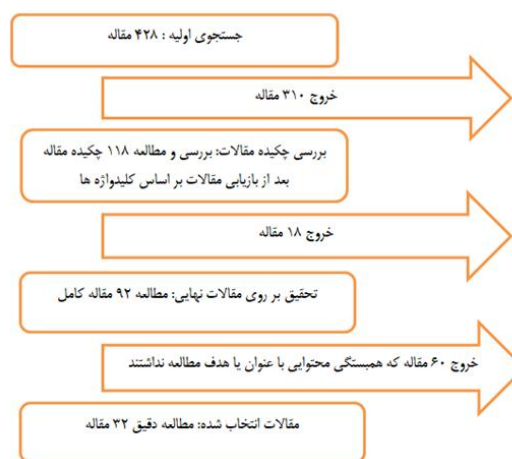 جستجوی اولیه : ۴۲۸ مقاله
خروج ۳۱۰ مقاله
بررسی چکیده مقالات: بررسی و مطالعه ۱۱۸ چکیده مقاله
بعد از بازیابی مقالات بر اساس کلیدواژه ها
خروج ۱۸ مقاله
تحقیق بر روی مقالات نهایی: مطالعه ۹۲ مقاله کامل
خروج ۶۰ مقاله که همبستگی محتوایی با عنوان یا هدف مطالعه نداشتند
مقالات انتخاب شده: مطالعه دقیق ۳۲ مقاله